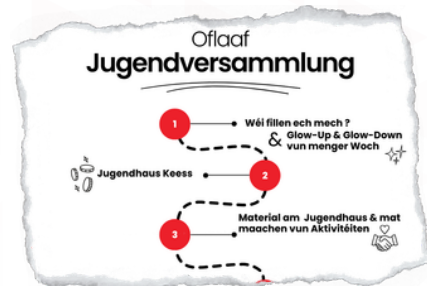 Oflaaf
Jugendversammlung
1
Wéi fillen ech mech ?
& Glow-Up & Glow-Down
vun menger Woch
Jugendhaus Keess
2
3
Material am Jugendhaus & mat
maachen vun Aktivitéiten